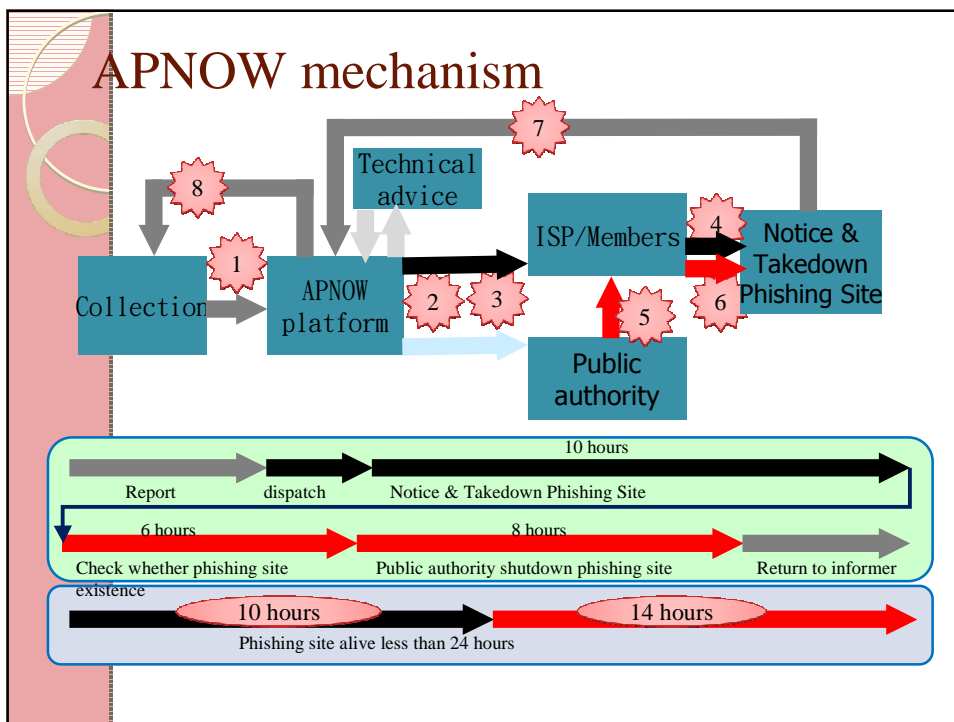 APNOW mechanism
7
Technical
advice
8
ISP/Members
4
Notice &
Takedown
Phishing Site
1
Collection
APNOW
platform
2
3
5
6
Public
authority
10 hours
Report
dispatch
Notice & Takedown Phishing Site
6 hours
8 hours
Check whether phishing site
existence
Public authority shutdown phishing site
Return to informer
10 hours
14 hours
Phishing site alive less than 24 hours